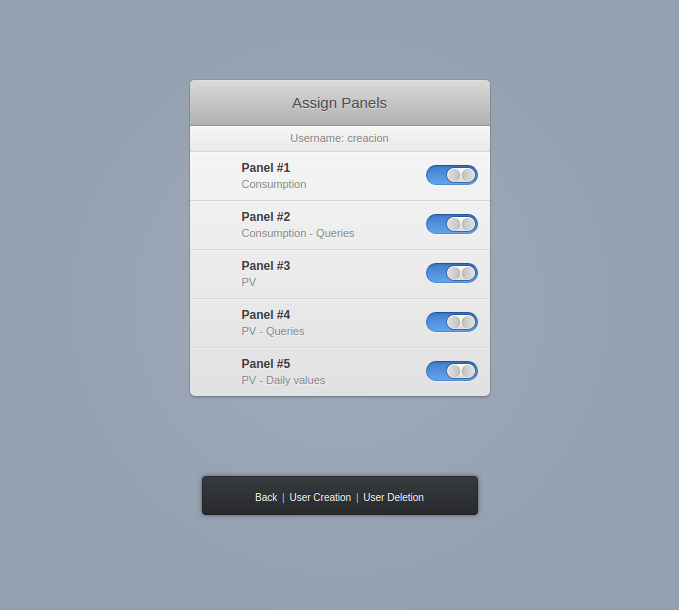 Assign Panels
Username: creacion
Panel #1
Consumption
Panel #2
Consumption - Queries
Panel #3
PV
Panel #4
PV - Queries
Panel #5
PV - Daily values
Back | User Creation | User Deletion